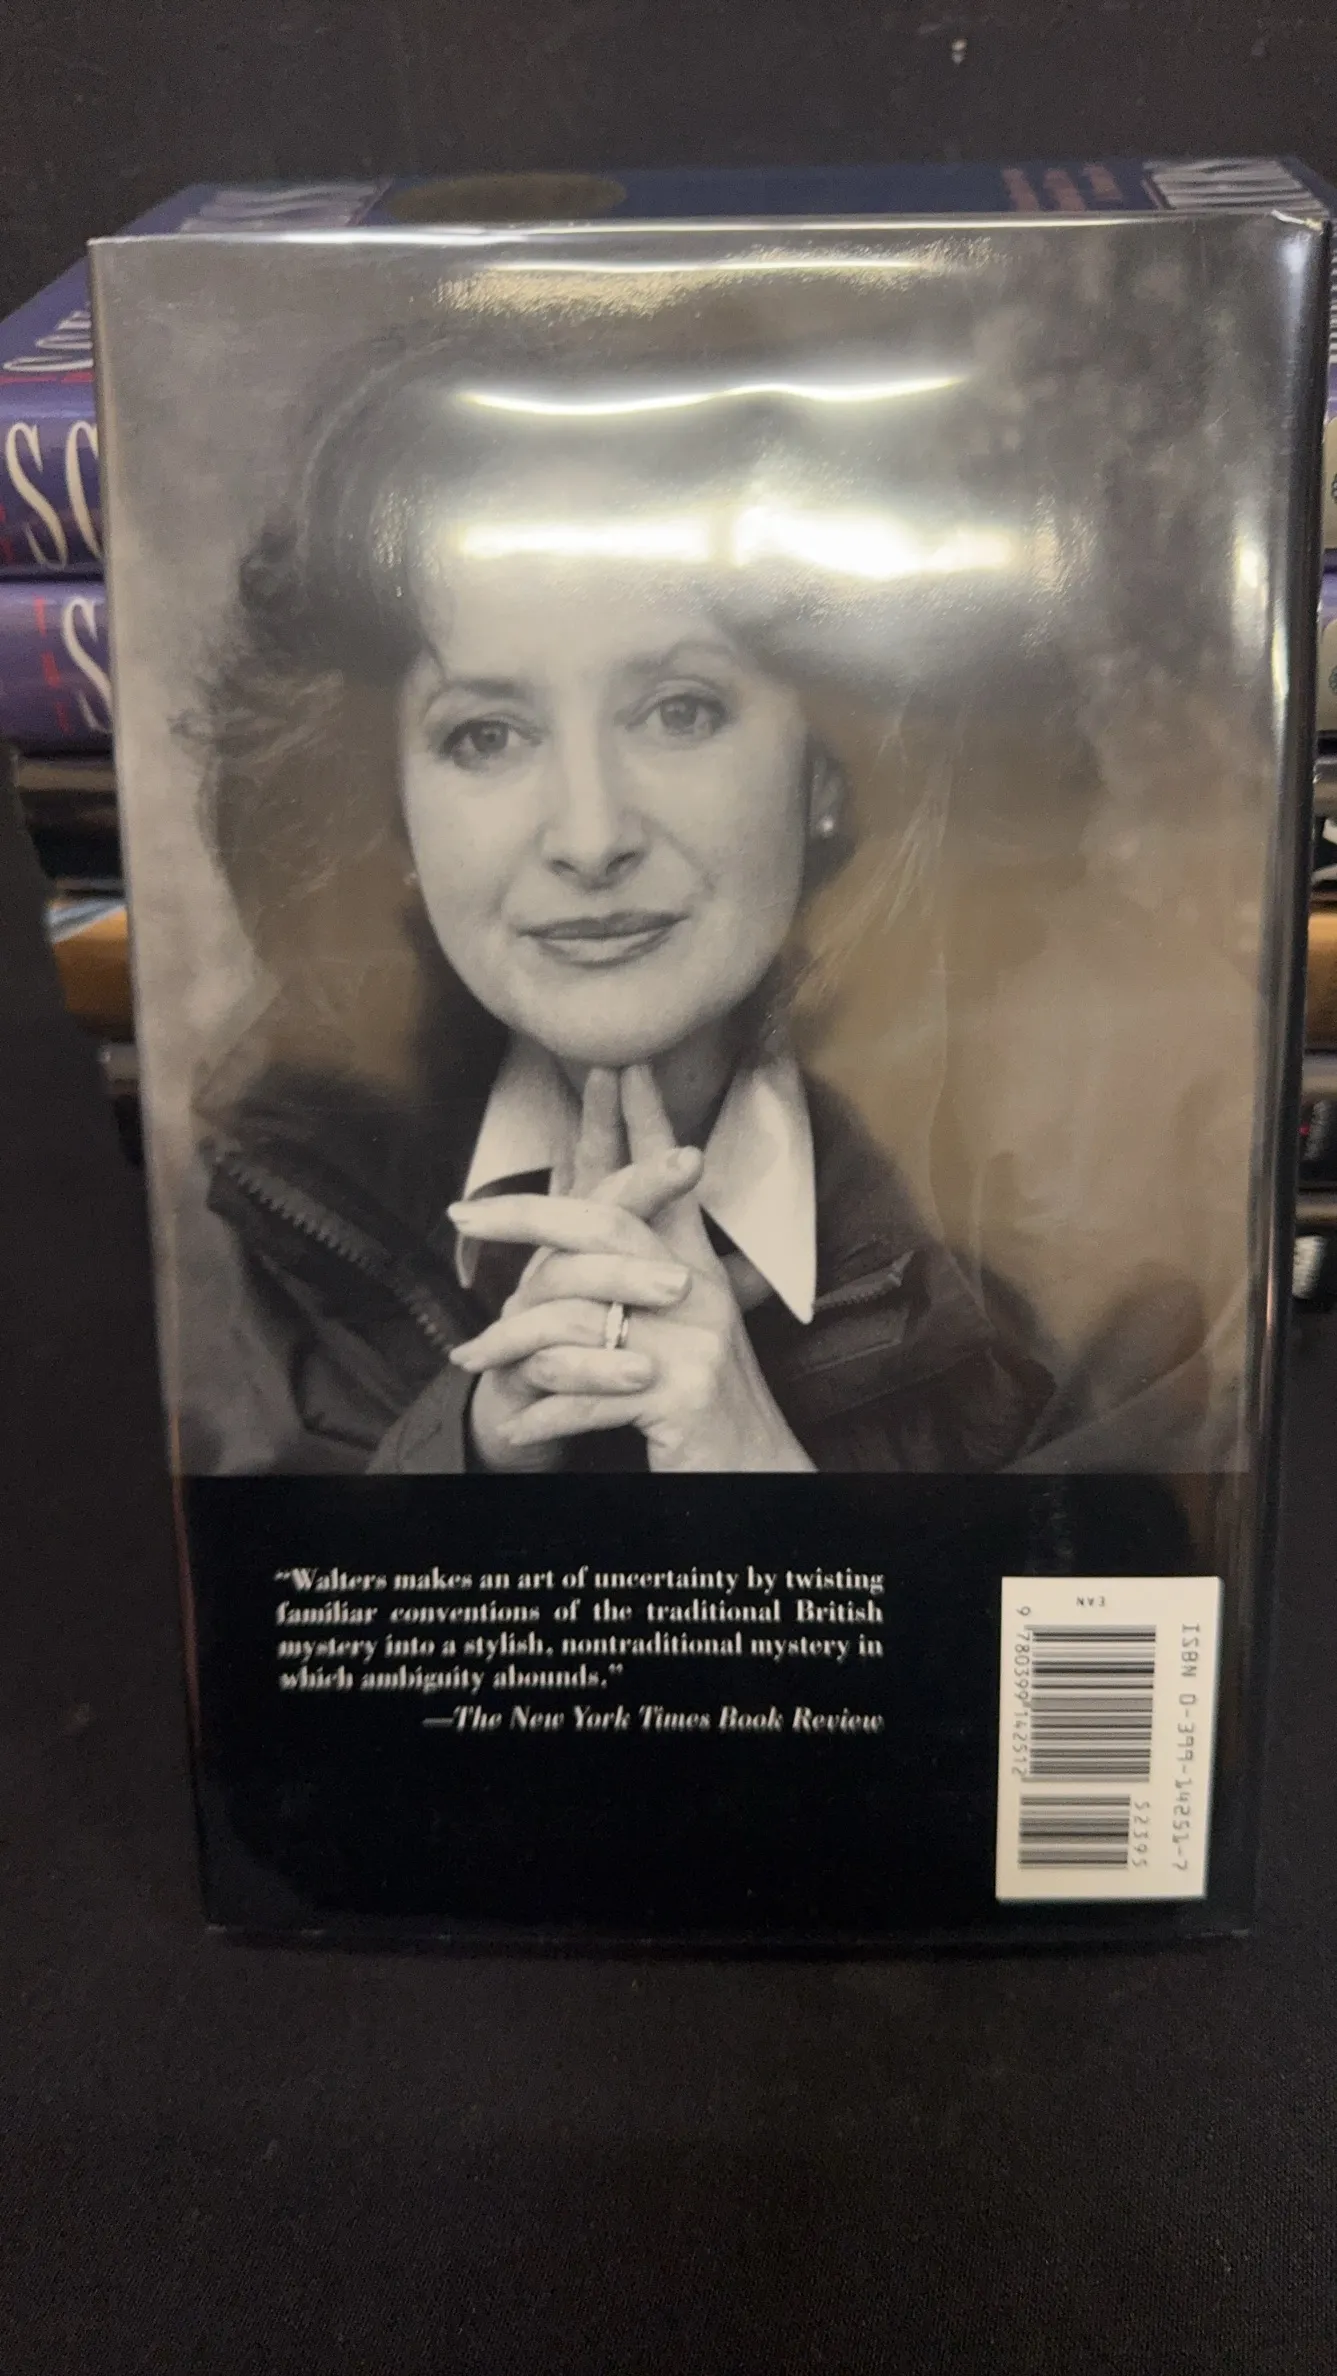 "Walters makes an art of uncertainty by twisting
familiar conventions of the traditional British
mystery into a stylish, nontraditional mystery in
which ambiguity abounds."
—The New York Times Book Review
EAN
9 780399 142512
52395
ISBN 0-399-14251-7